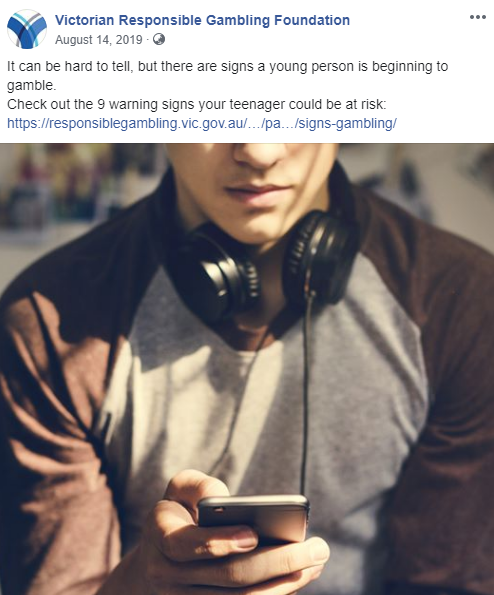 Victorian Responsible Gambling Foundation
August 14, 2019 ·
It can be hard to tell, but there are signs a young person is beginning to
gamble.
Check out the 9 warning signs your teenager could be at risk:
https://responsiblegambling.vic.gov.au/…/pa…/signs-gambling/